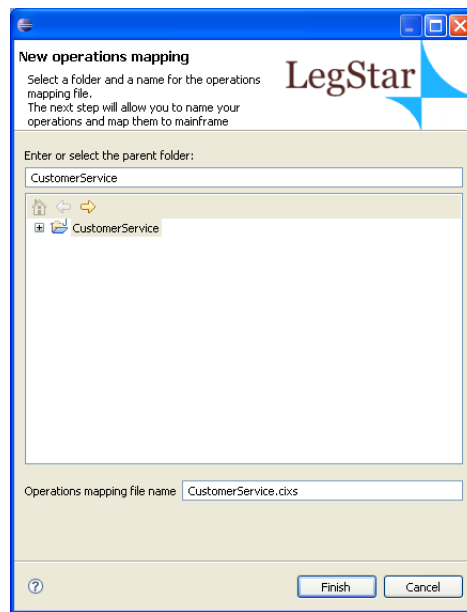 New operations mapping
Select a folder and a name for the operations
mapping file.
The next step will allow you to name your
operations and map them to mainframe
LegStar
Enter or select the parent folder:
CustomerService
CustomerService
Operations mapping file name CustomerService.cixs
Finish Cancel